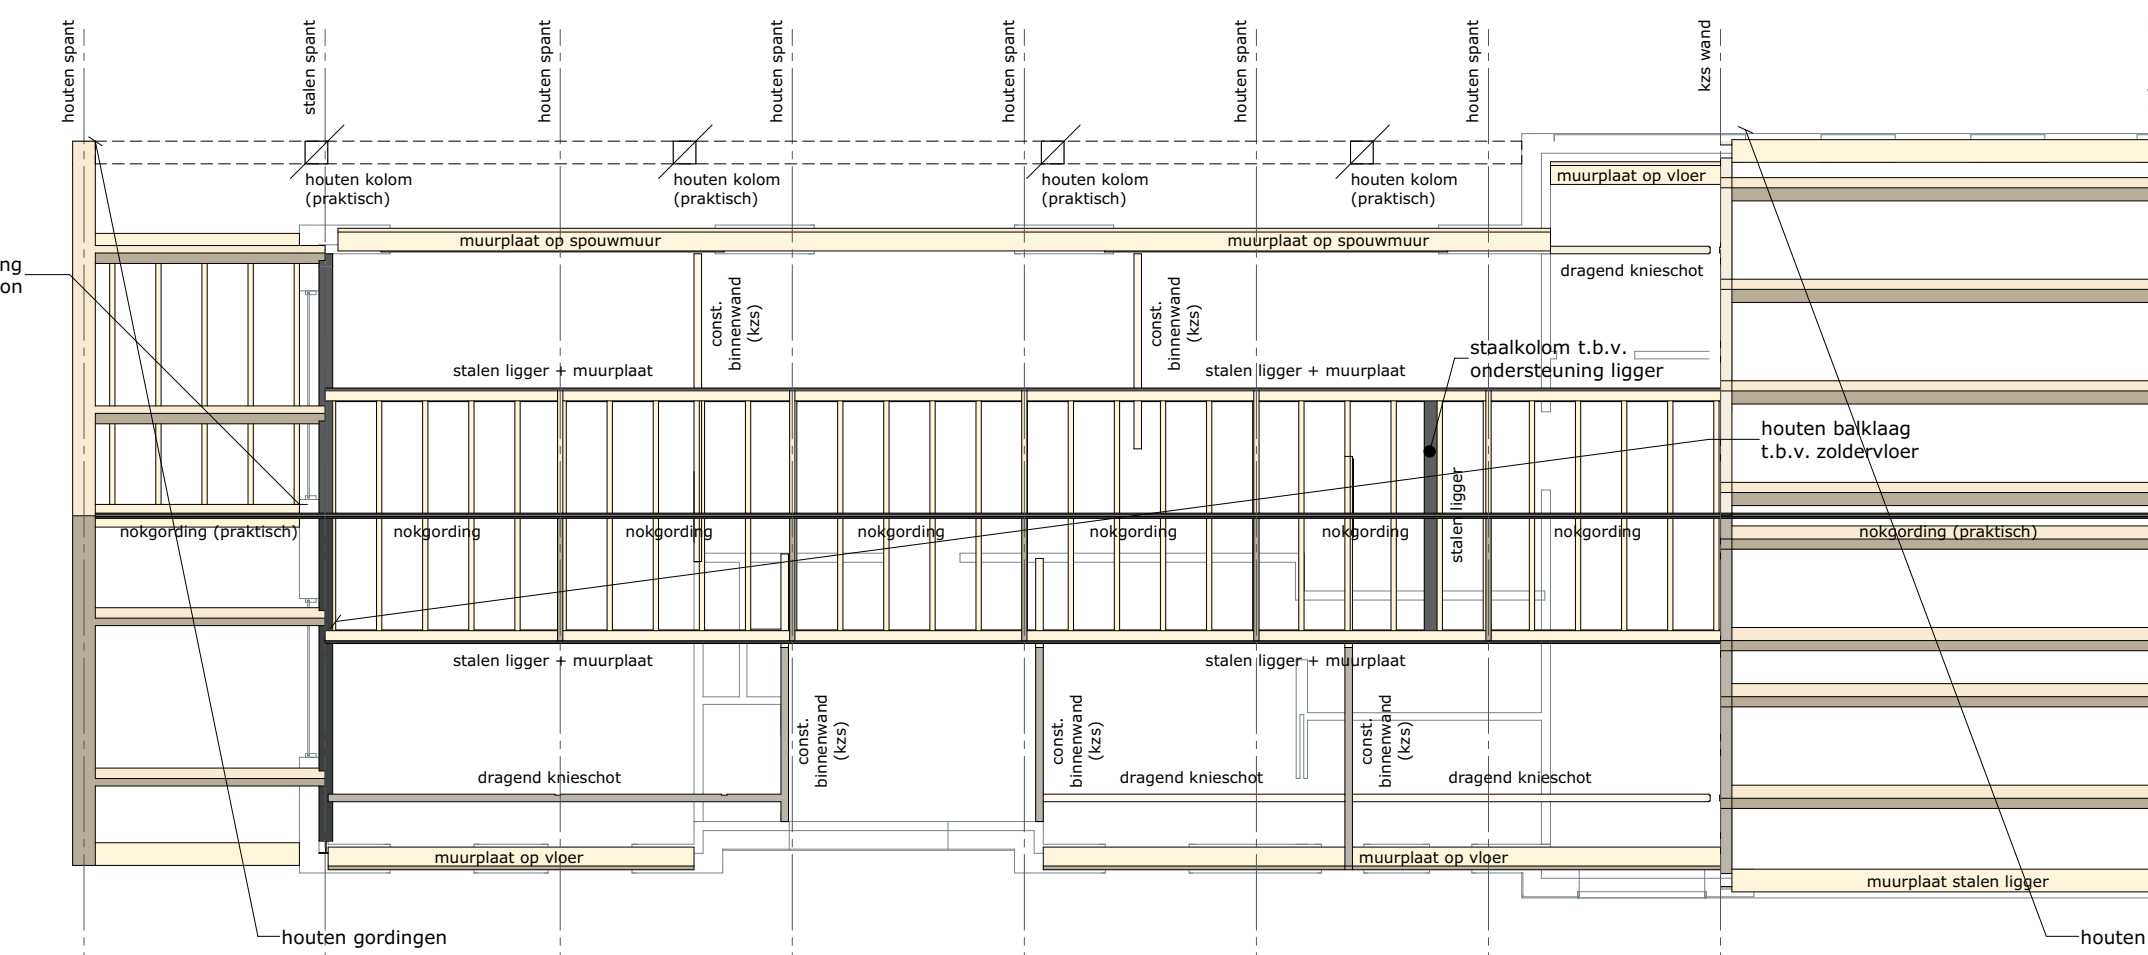 houten spant
stalen spant
houten spant
houten spant
houten spant
houten spant
houten spant
kzs wand
houten kolom
(praktisch)
houten kolom
(praktisch)
houten kolom
(praktisch)
houten kolom
(praktisch)
muurplaat op vloer
muurplaat op spouwmuur
muurplaat op spouwmuur
ng
on
dragend knieschot
const.
binnenwand
(kzs)
const.
binnenwand
(kzs)
stalen ligger + muurplaat
stalen ligger + muurplaat
staalkolom t.b.v.
ondersteuning ligger
houten balklaag
t.b.v. zoldervloer
stalen ligger
nokgording (praktisch)
nokgording
nokgording
nokgording
nokgording
nokgording
nokgording
nokgording (praktisch)
stalen ligger + muurplaat
stalen ligger + muurplaat
const.
binnenwand
(kzs)
const.
binnenwand
(kzs)
const.
binnenwand
(kzs)
dragend knieschot
dragend knieschot
dragend knieschot
muurplaat op vloer
muurplaat op vloer
muurplaat stalen ligger
houten gordingen
houten